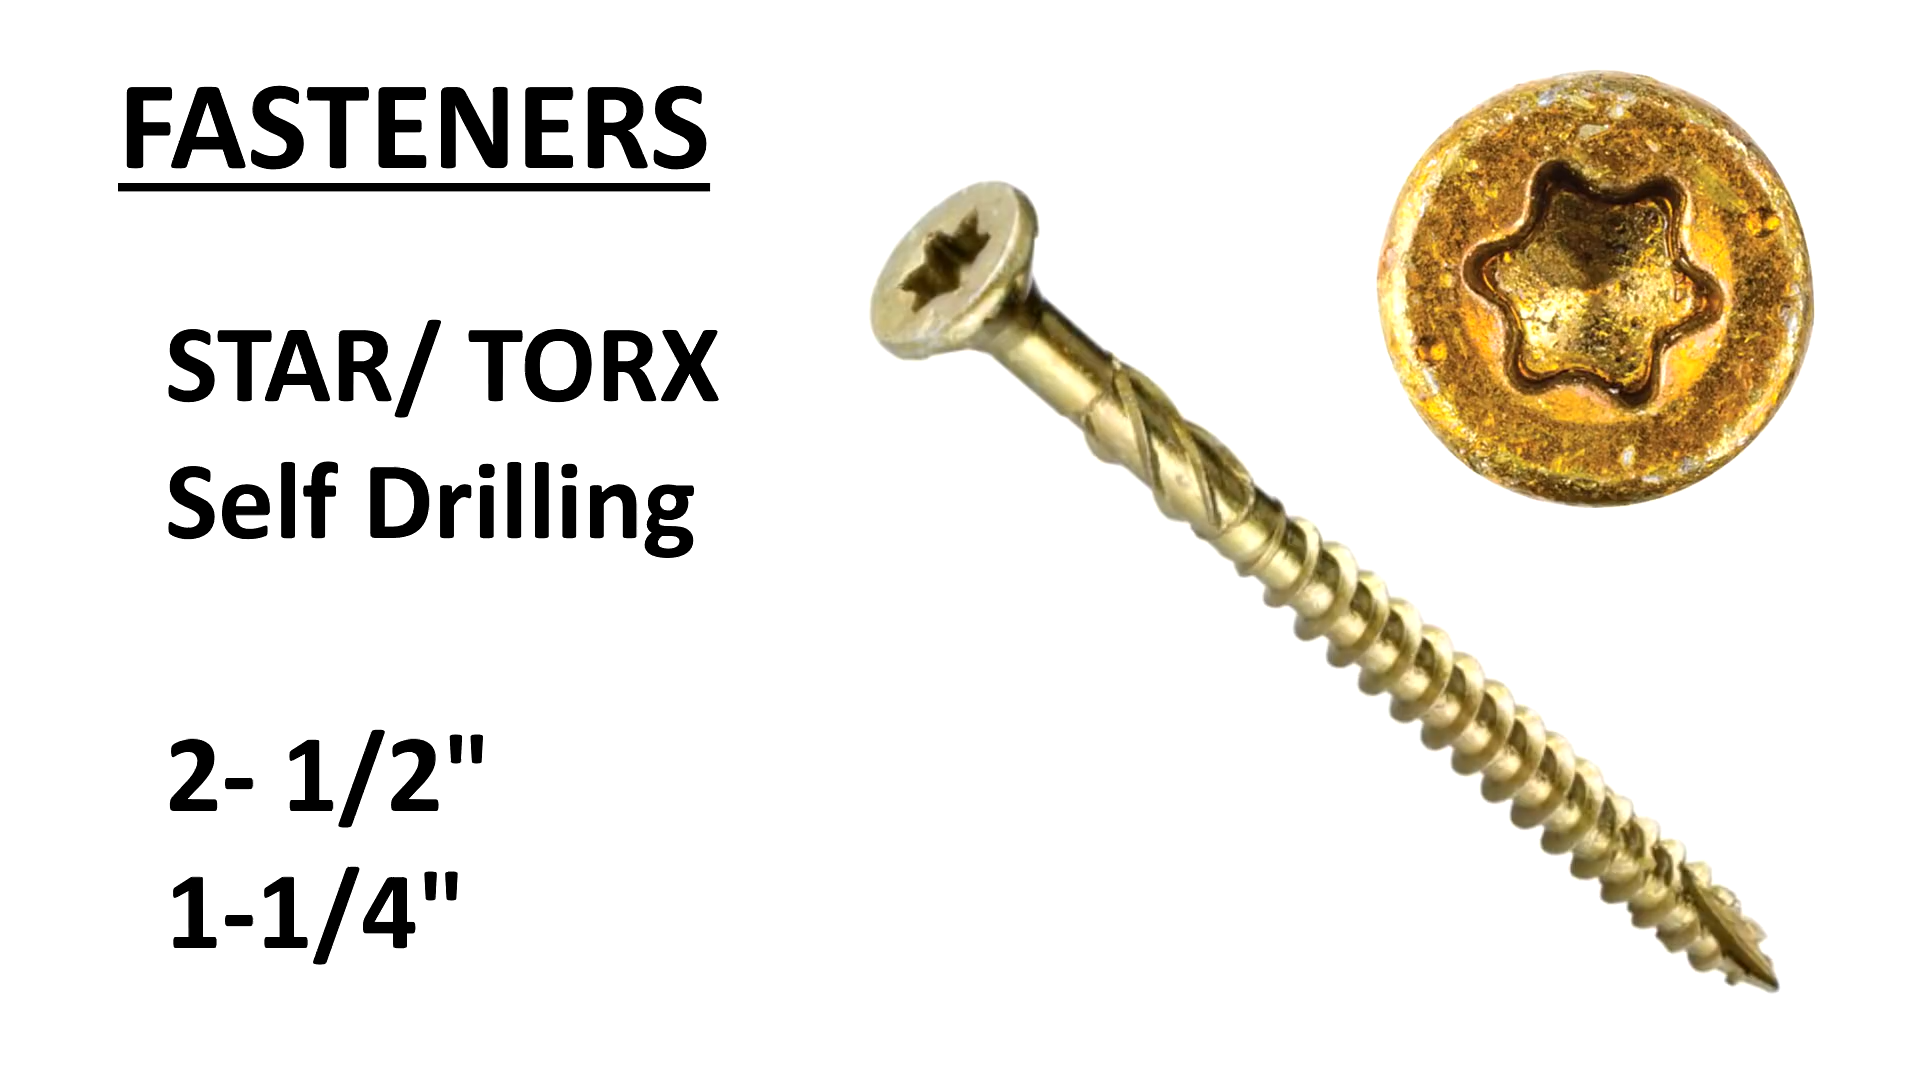 FASTENERS
STAR/ TORX
Self Drilling
2- 1/2"
1-1/4"